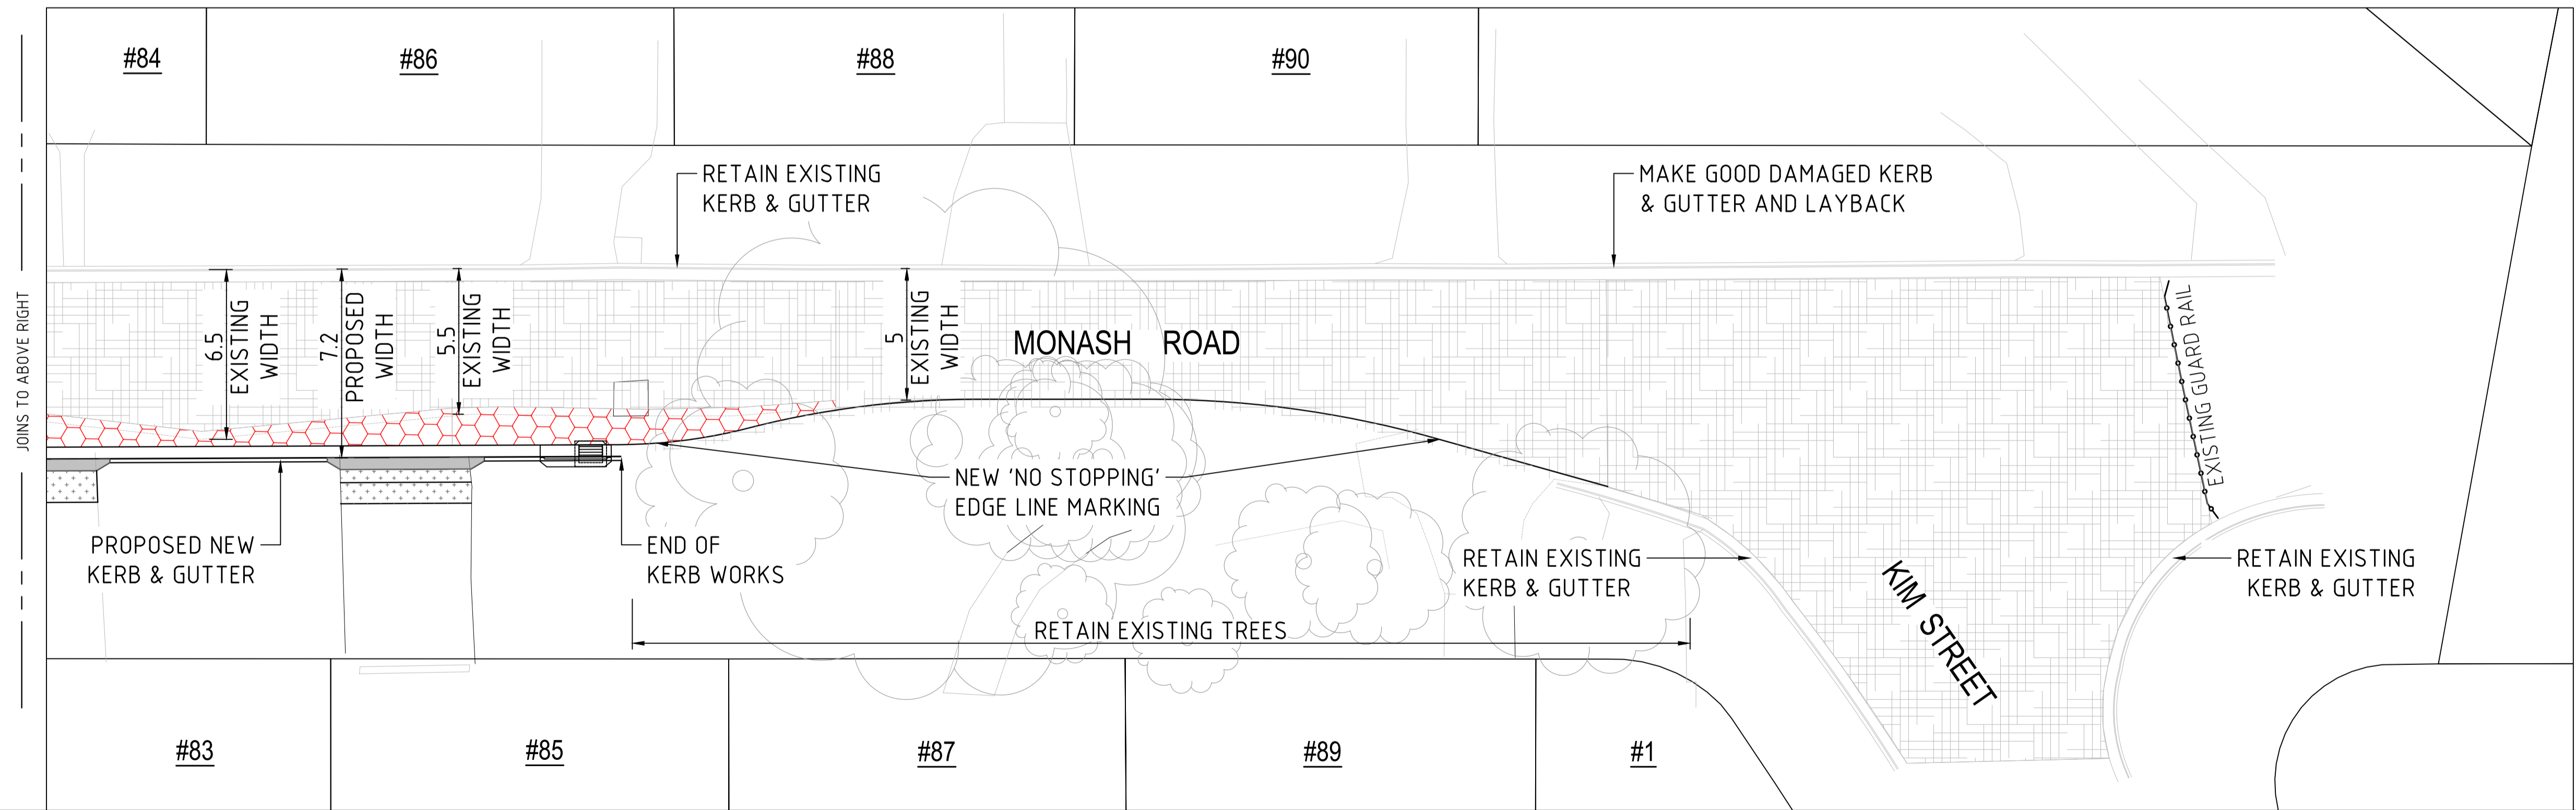 #84
#86
#88
#90
JOINS TO ABOVE RIGHT
RETAIN EXISTING
KERB & GUTTER
MAKE GOOD DAMAGED KERB
& GUTTER AND LAYBACK
6.5
EXISTING
WIDTH
7.2
PROPOSED
WIDTH
5.5
EXISTING
WIDTH
5
EXISTING
WIDTH
MONASH ROAD
EXISTING GUARD RAIL
NEW 'NO STOPPING'
EDGE LINE MARKING
PROPOSED NEW
KERB & GUTTER
END OF
KERB WORKS
RETAIN EXISTING
KERB & GUTTER
KIM STREET
RETAIN EXISTING
KERB & GUTTER
RETAIN EXISTING TREES
#83
#85
#87
#89
#1